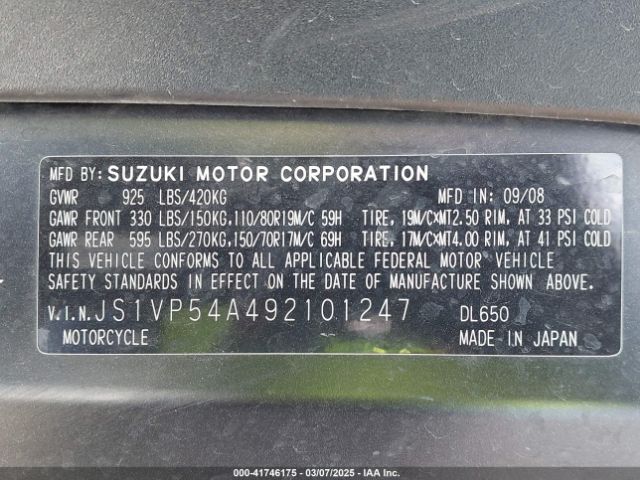 MFD BY: SUZUKI MOTOR CORPORATION
GVWR 925 LBS/420KG MFD IN: 09/08
GAWR FRONT 330 LBS/150KG,110/80R19M/C 59H TIRE, 19M/C×MT2.50 RIM, AT 33 PSI COLD
GAWR REAR 595 LBS/270KG,150/70R17M/C 69H TIRE, 17M/C×MT4.00 RIM, AT 41 PSI COLD
THIS VEHICLE CONFORMS TO ALL APPLICABLE FEDERAL MOTOR VEHICLE
SAFETY STANDARDS IN EFFECT ON THE DATE OF MANUFACTURE SHOWN ABOVE.
V.I.N. JS1VP54A492101247 DL650
MOTORCYCLE MADE IN JAPAN
000-41746175 - 03/07/2025 - IAA Inc.